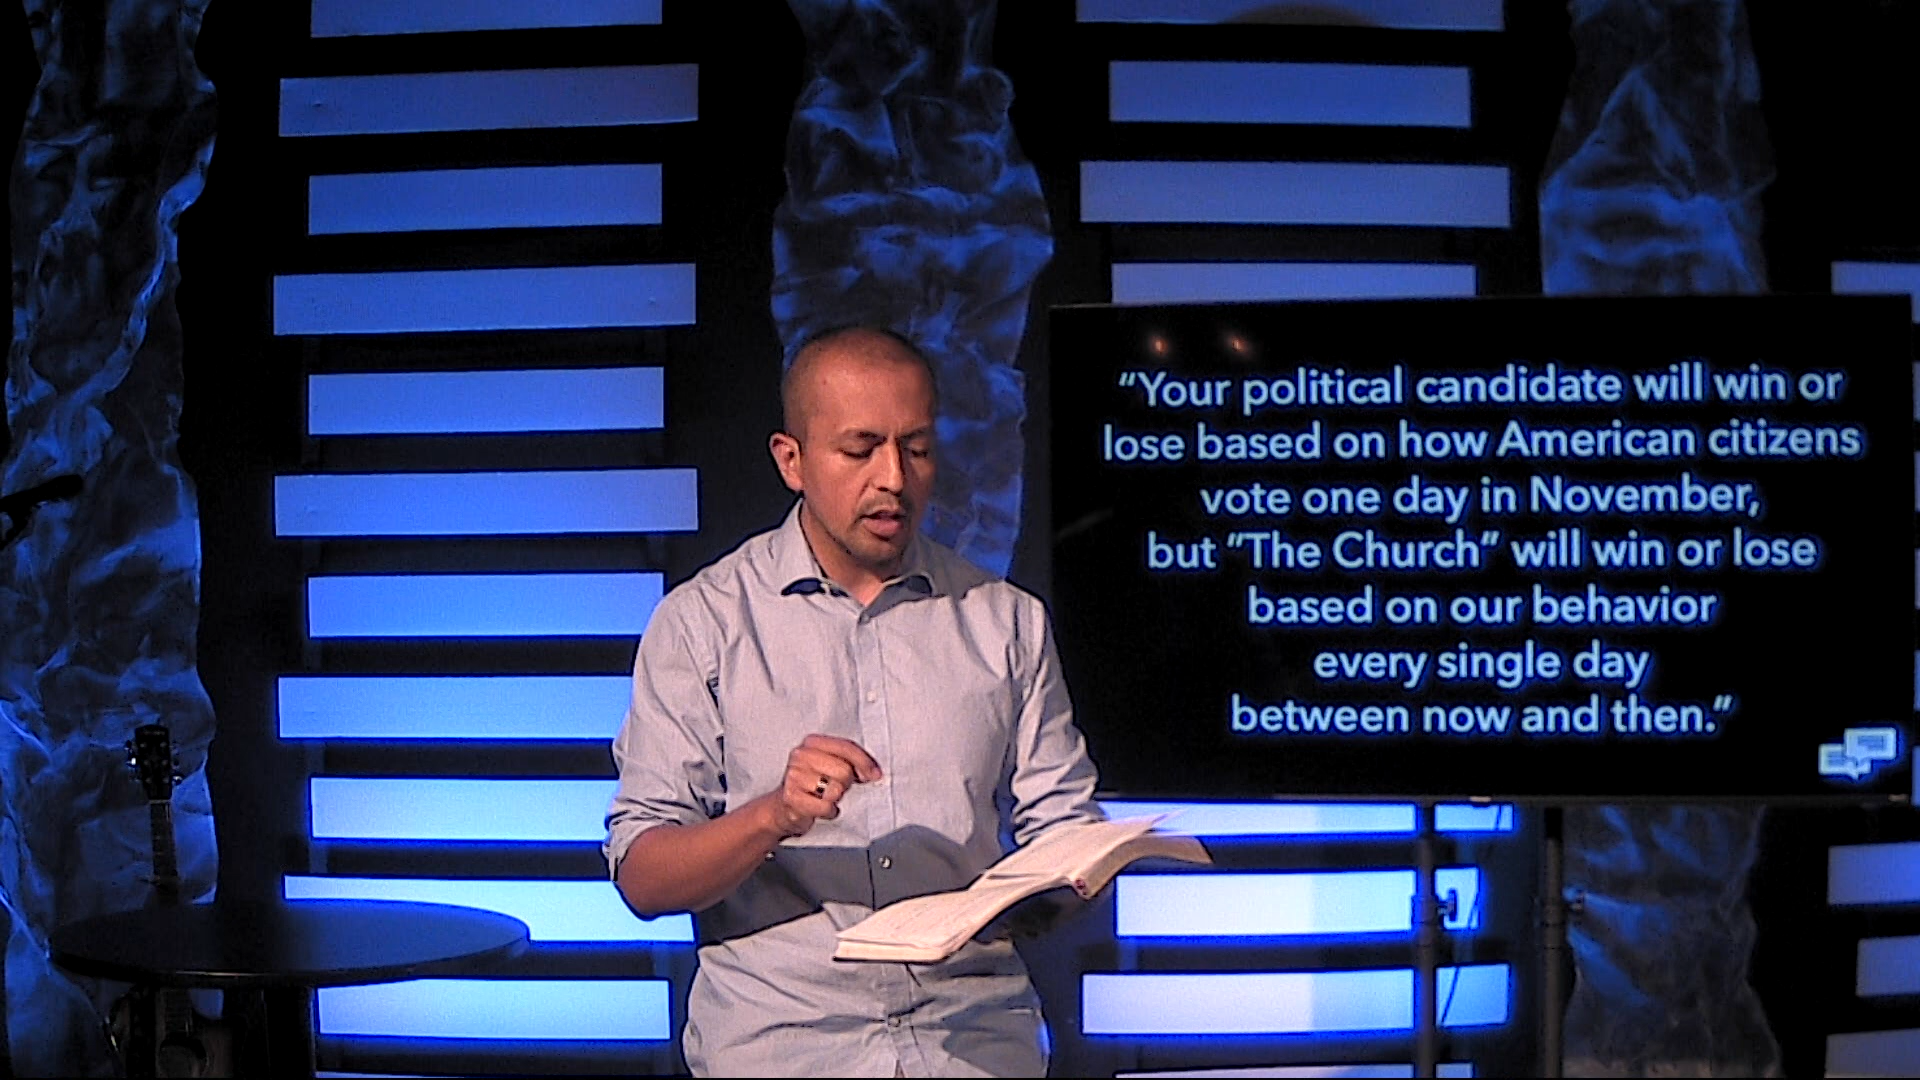 “Your political candidate will win or
lose based on how American citizens
vote one day in November,
but “The Church” will win or lose
based on our behavior
every single day
between now and then.”